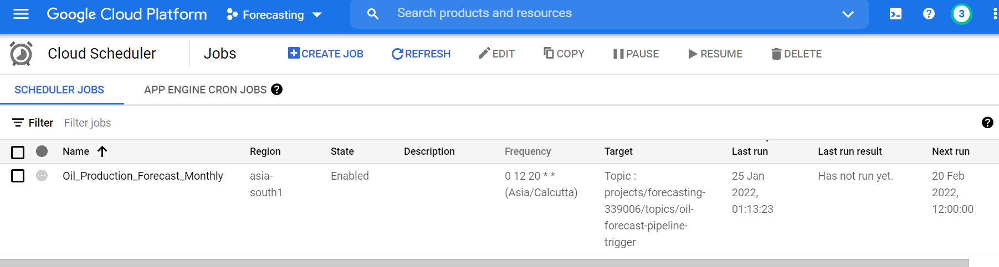 Google Cloud Platform Forecasting Search products and resources 3
Cloud Scheduler Jobs CREATE JOB REFRESH EDIT COPY PAUSE RESUME DELETE
SCHEDULER JOBS APP ENGINE CRON JOBS ?
Filter Filter jobs ?
Name Region State Description Frequency Target Last run Last run result Next run
Oil_Production_Forecast_Monthly asia- Enabled 0 12 20 * * Topic : 25 Jan Has not run yet. 20 Feb
south1 (Asia/Calcutta) projects/forecasting- 2022, 2022,
339006/topics/oil- 01:13:23 12:00:00
forecast-pipeline-
trigger